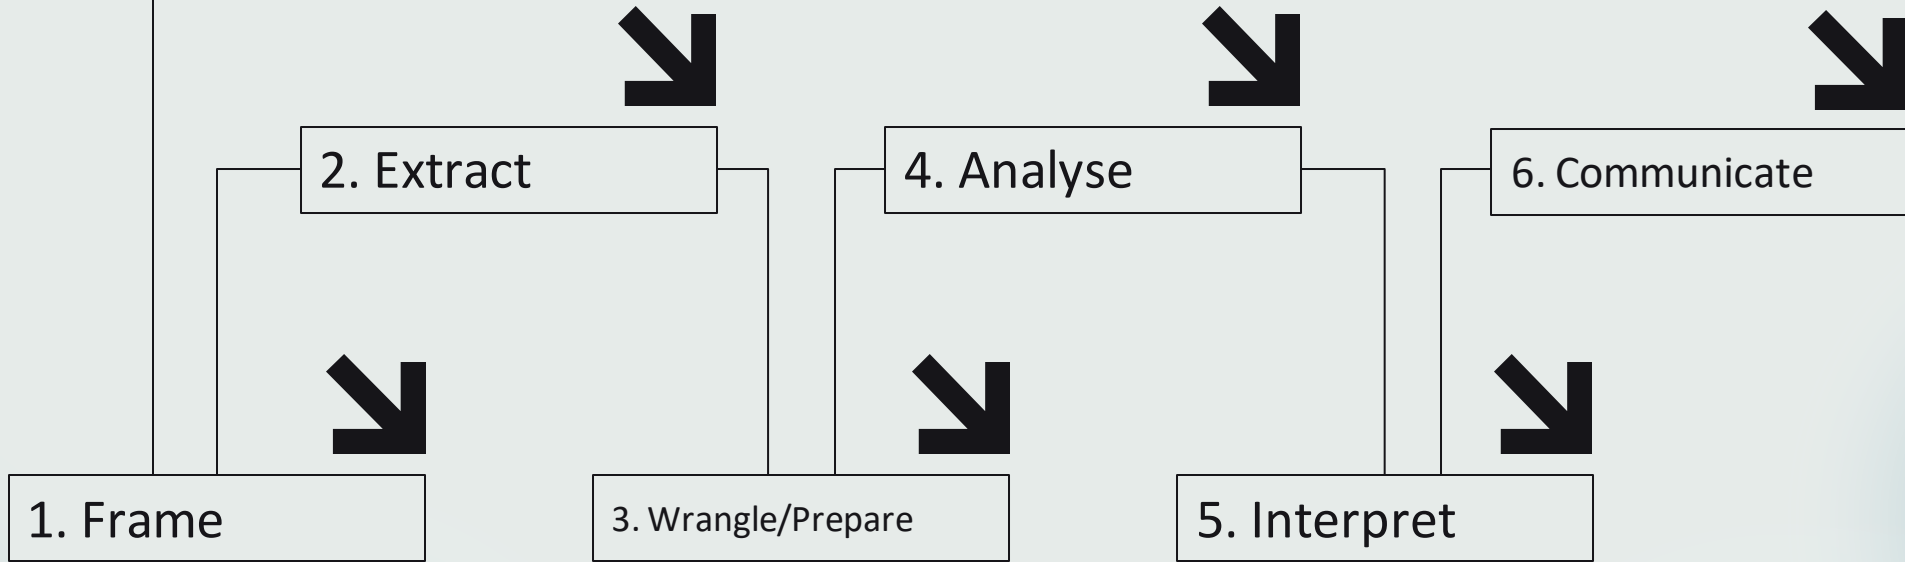 2. Extract
4. Analyse
6. Communicate
1. Frame
3. Wrangle/Prepare
5. Interpret